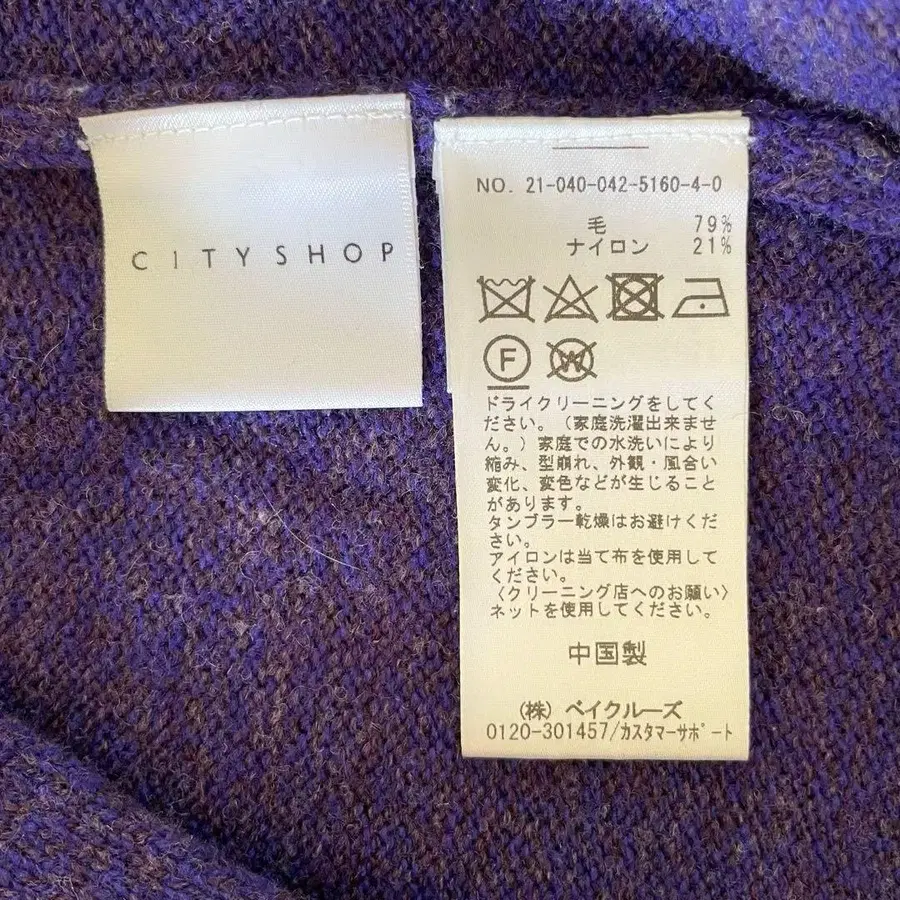 CITYSHOP
NO. 21-040-042-5160-4-0
毛 79%
ナイロン 21%
F W
ドライクリーニングをしてく
ださい。（家庭洗濯出来ませ
ん。）家庭での水洗いにより
縮み、型崩れ、外観・風合い
変化、変色などが生じること
があります。
タンブラー乾燥はお避けくだ
さい。
アイロンは当て布を使用して
ください。
〈クリーニング店へのお願い〉
ネットを使用してください。
中国製
（株）ベイクルーズ
0120-301457/カスタマーサポート